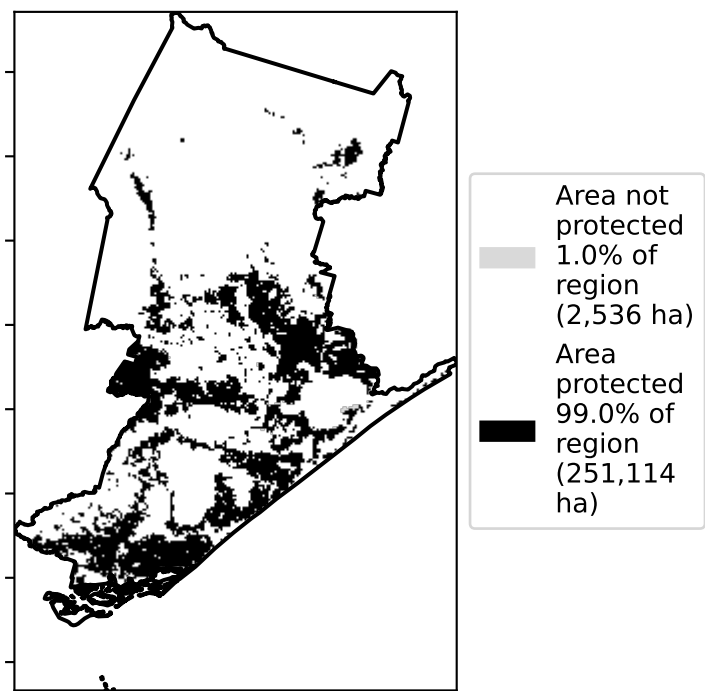 Area not
protected
1.0% of
region
(2,536 ha)
Area
protected
99.0% of
region
(251,114
ha)